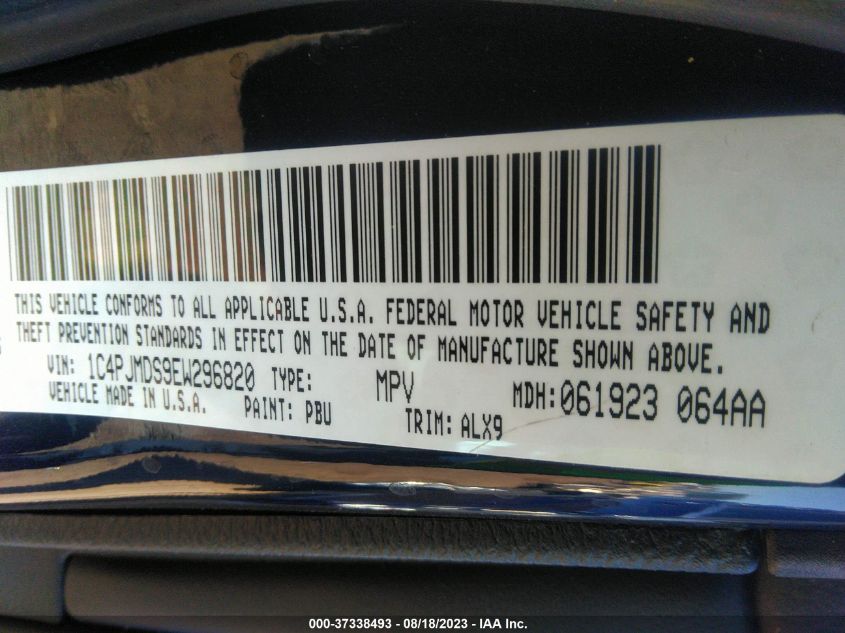 THIS VEHICLE CONFORMS TO ALL APPLICABLE U.S.A. FEDERAL MOTOR VEHICLE SAFETY AND
THEFT PREVENTION STANDARDS IN EFFECT ON THE DATE OF MANUFACTURE SHOWN ABOVE.
VIN: 1C4PJMDS9EW296820 TYPE: MPV MDH: 061923 064AA
VEHICLE MADE IN U.S.A. PAINT: PBU TRIM: ALX9
000-37338493 - 08/18/2023 - IAA Inc.